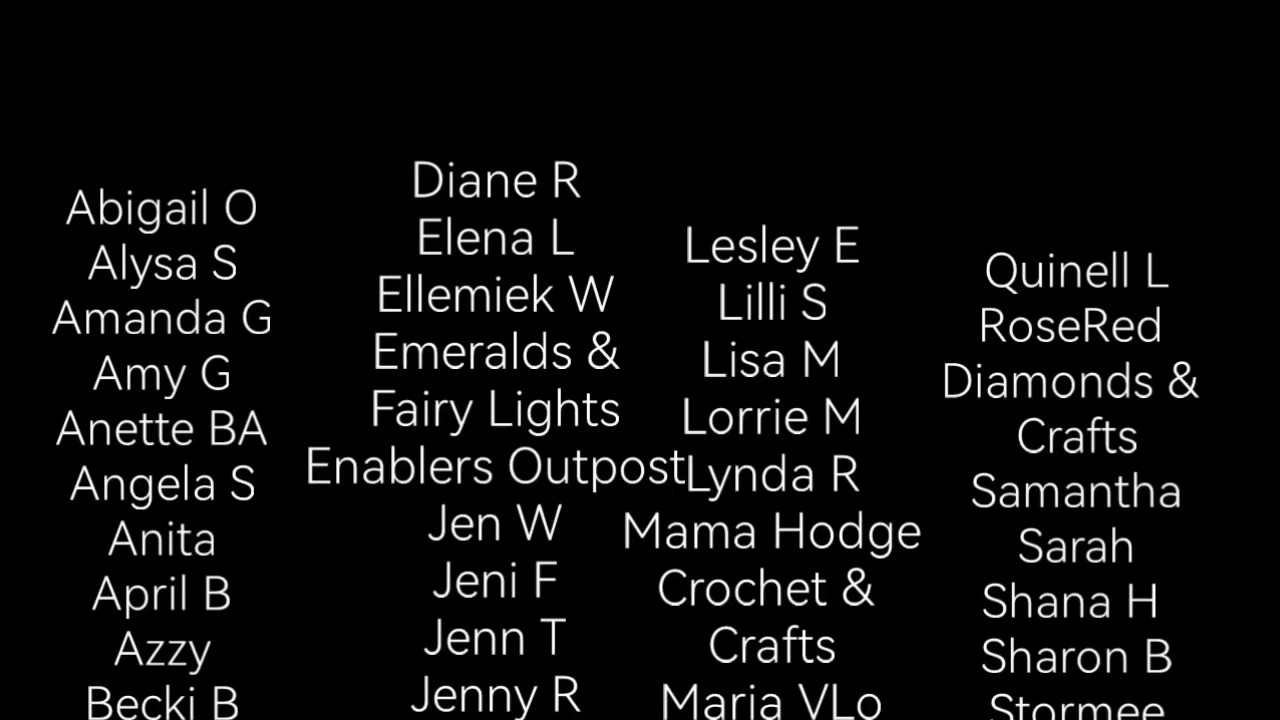 Abigail O
Alysa S
Amanda G
Amy G
Anette BA
Angela S
Anita
April B
Azzy
Becki B
Diane R
Elena L
Ellemiek W
Emeralds &
Fairy Lights
Enablers Outpost
Jen W
Jeni F
Jenn T
Jenny R
Lesley E
Lilli S
Lisa M
Lorrie M
Lynda R
Mama Hodge
Crochet &
Crafts
Maria VLo
Quinell L
RoseRed
Diamonds &
Crafts
Samantha
Sarah
Shana H
Sharon B
Stormee